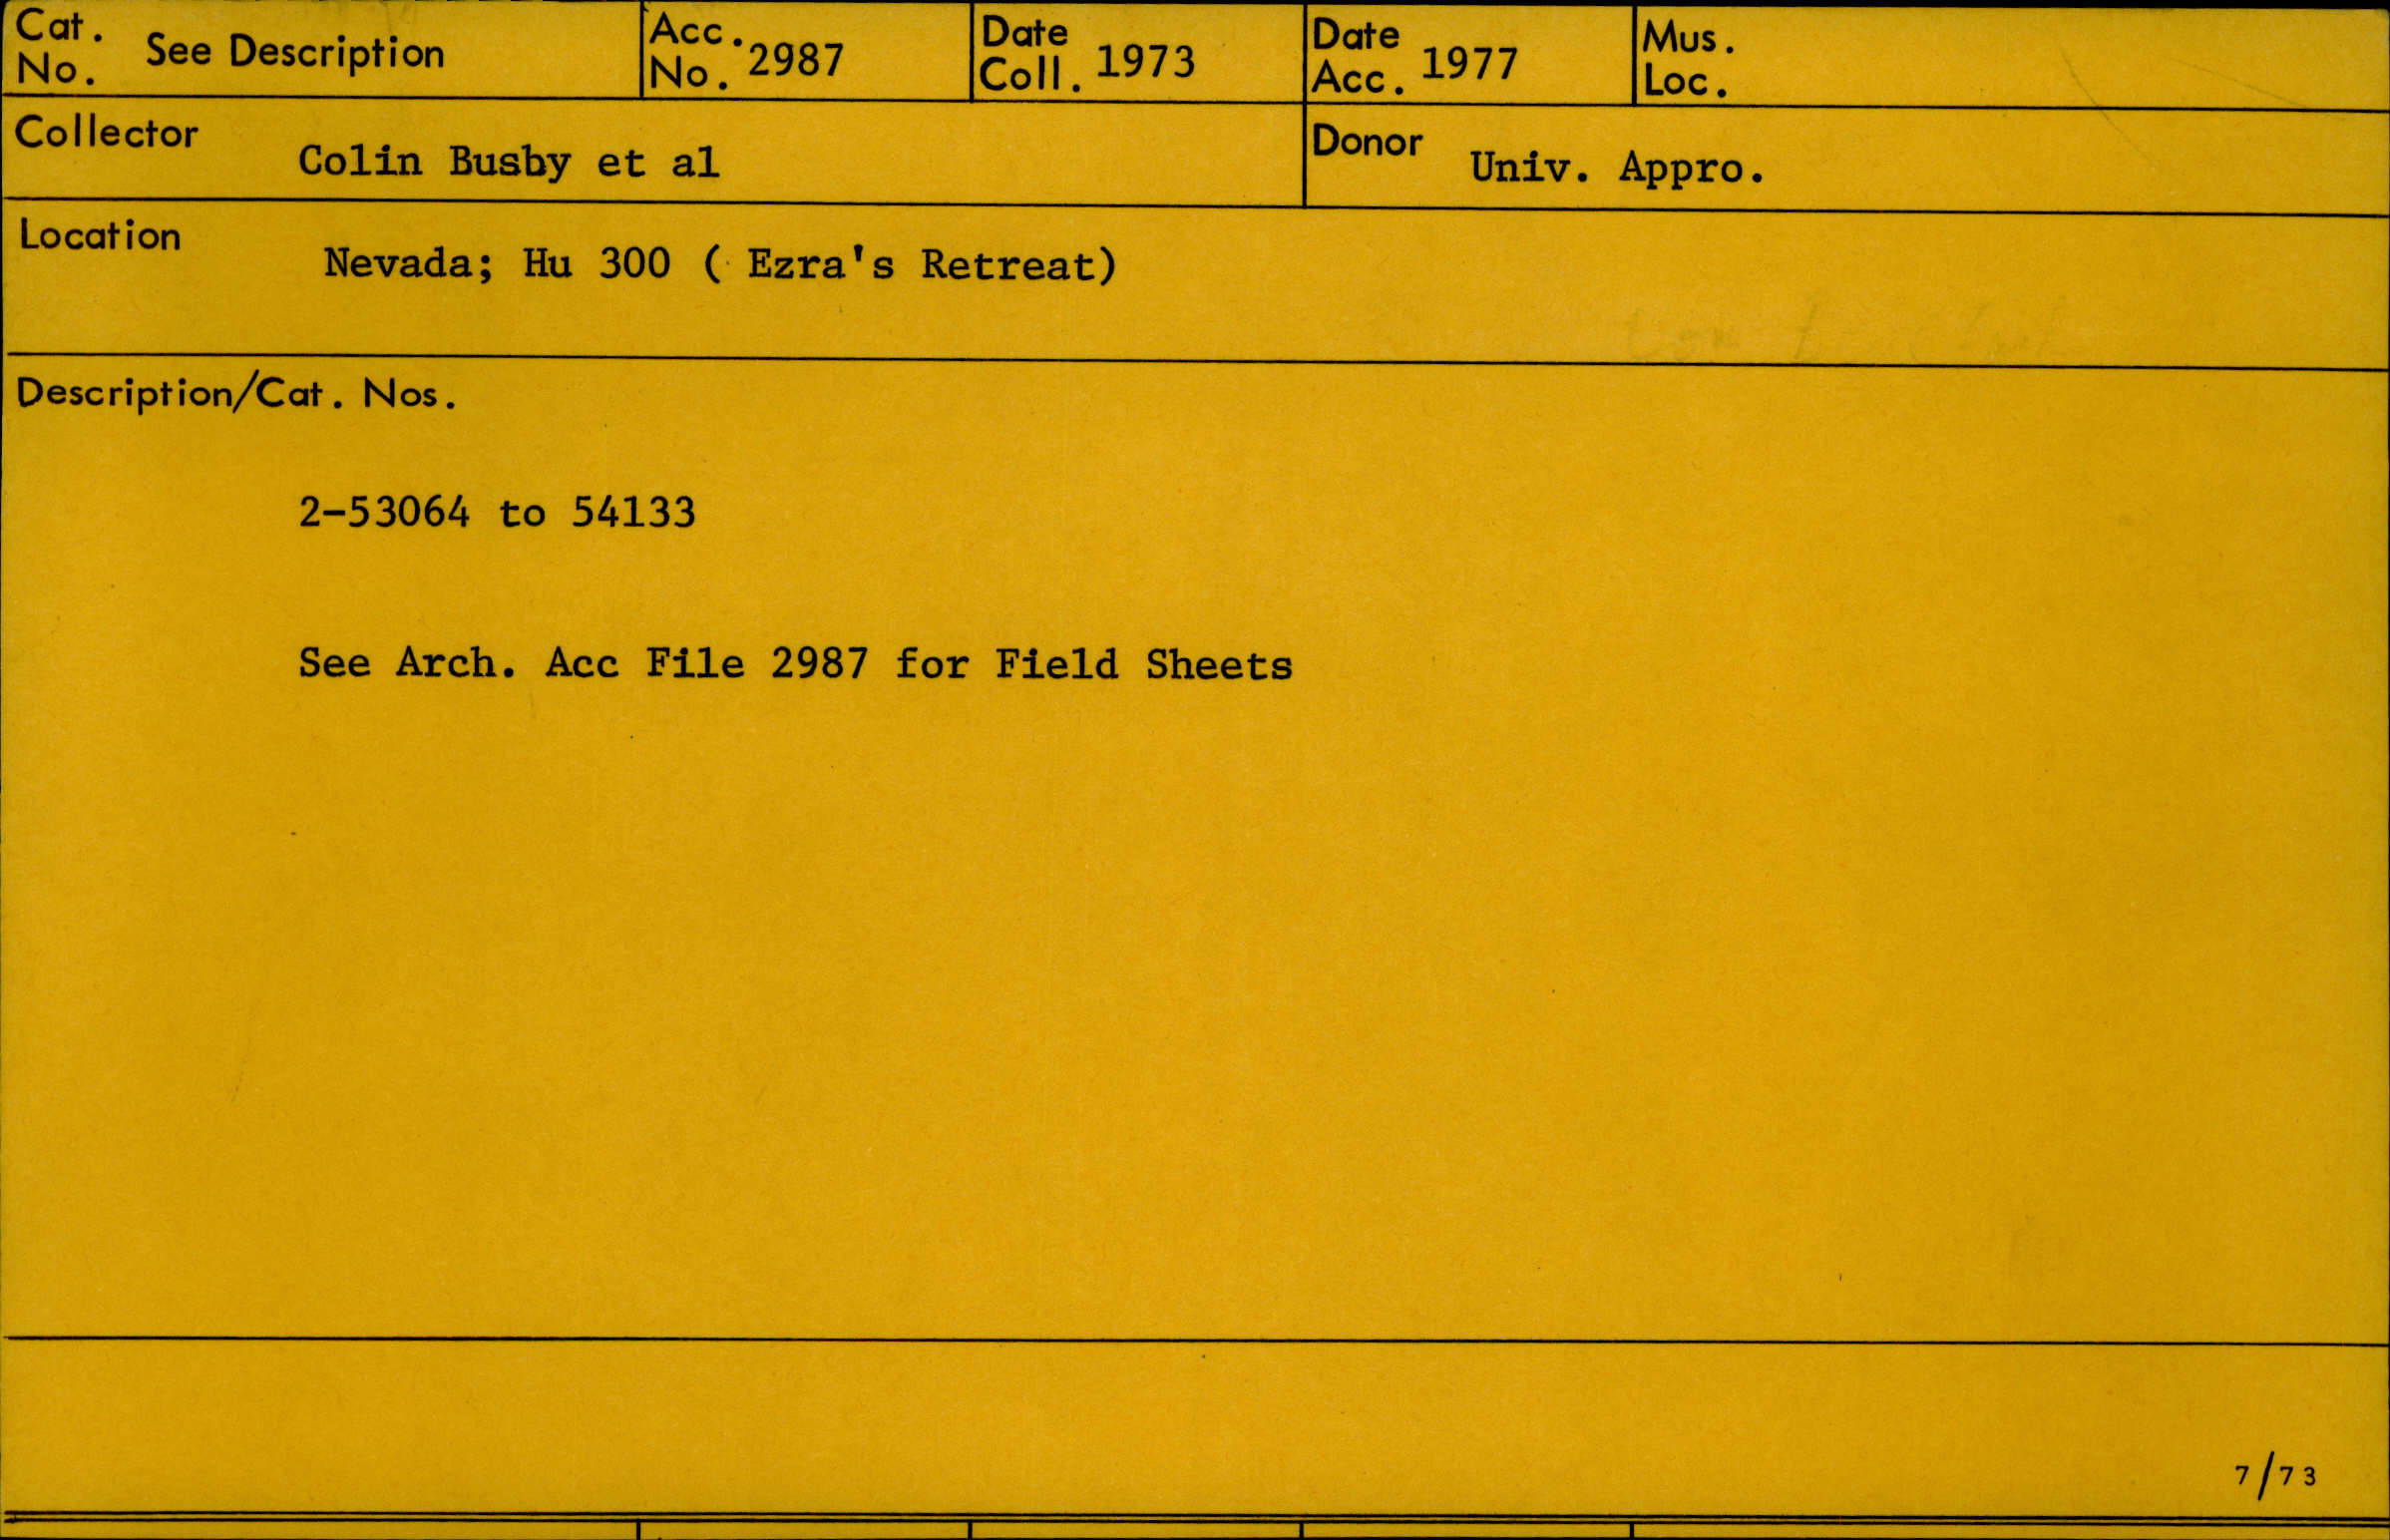 Cat. No. See Description
Acc. No. 2987
Date Coll. 1973
Date Acc. 1977
Mus. Loc.
Collector Colin Busby et al
Donor Univ. Appro.
Location Nevada; Hu 300 ( Ezra's Retreat)
Description/Cat. Nos.
2-53064 to 54133
See Arch. Acc File 2987 for Field Sheets
7/73